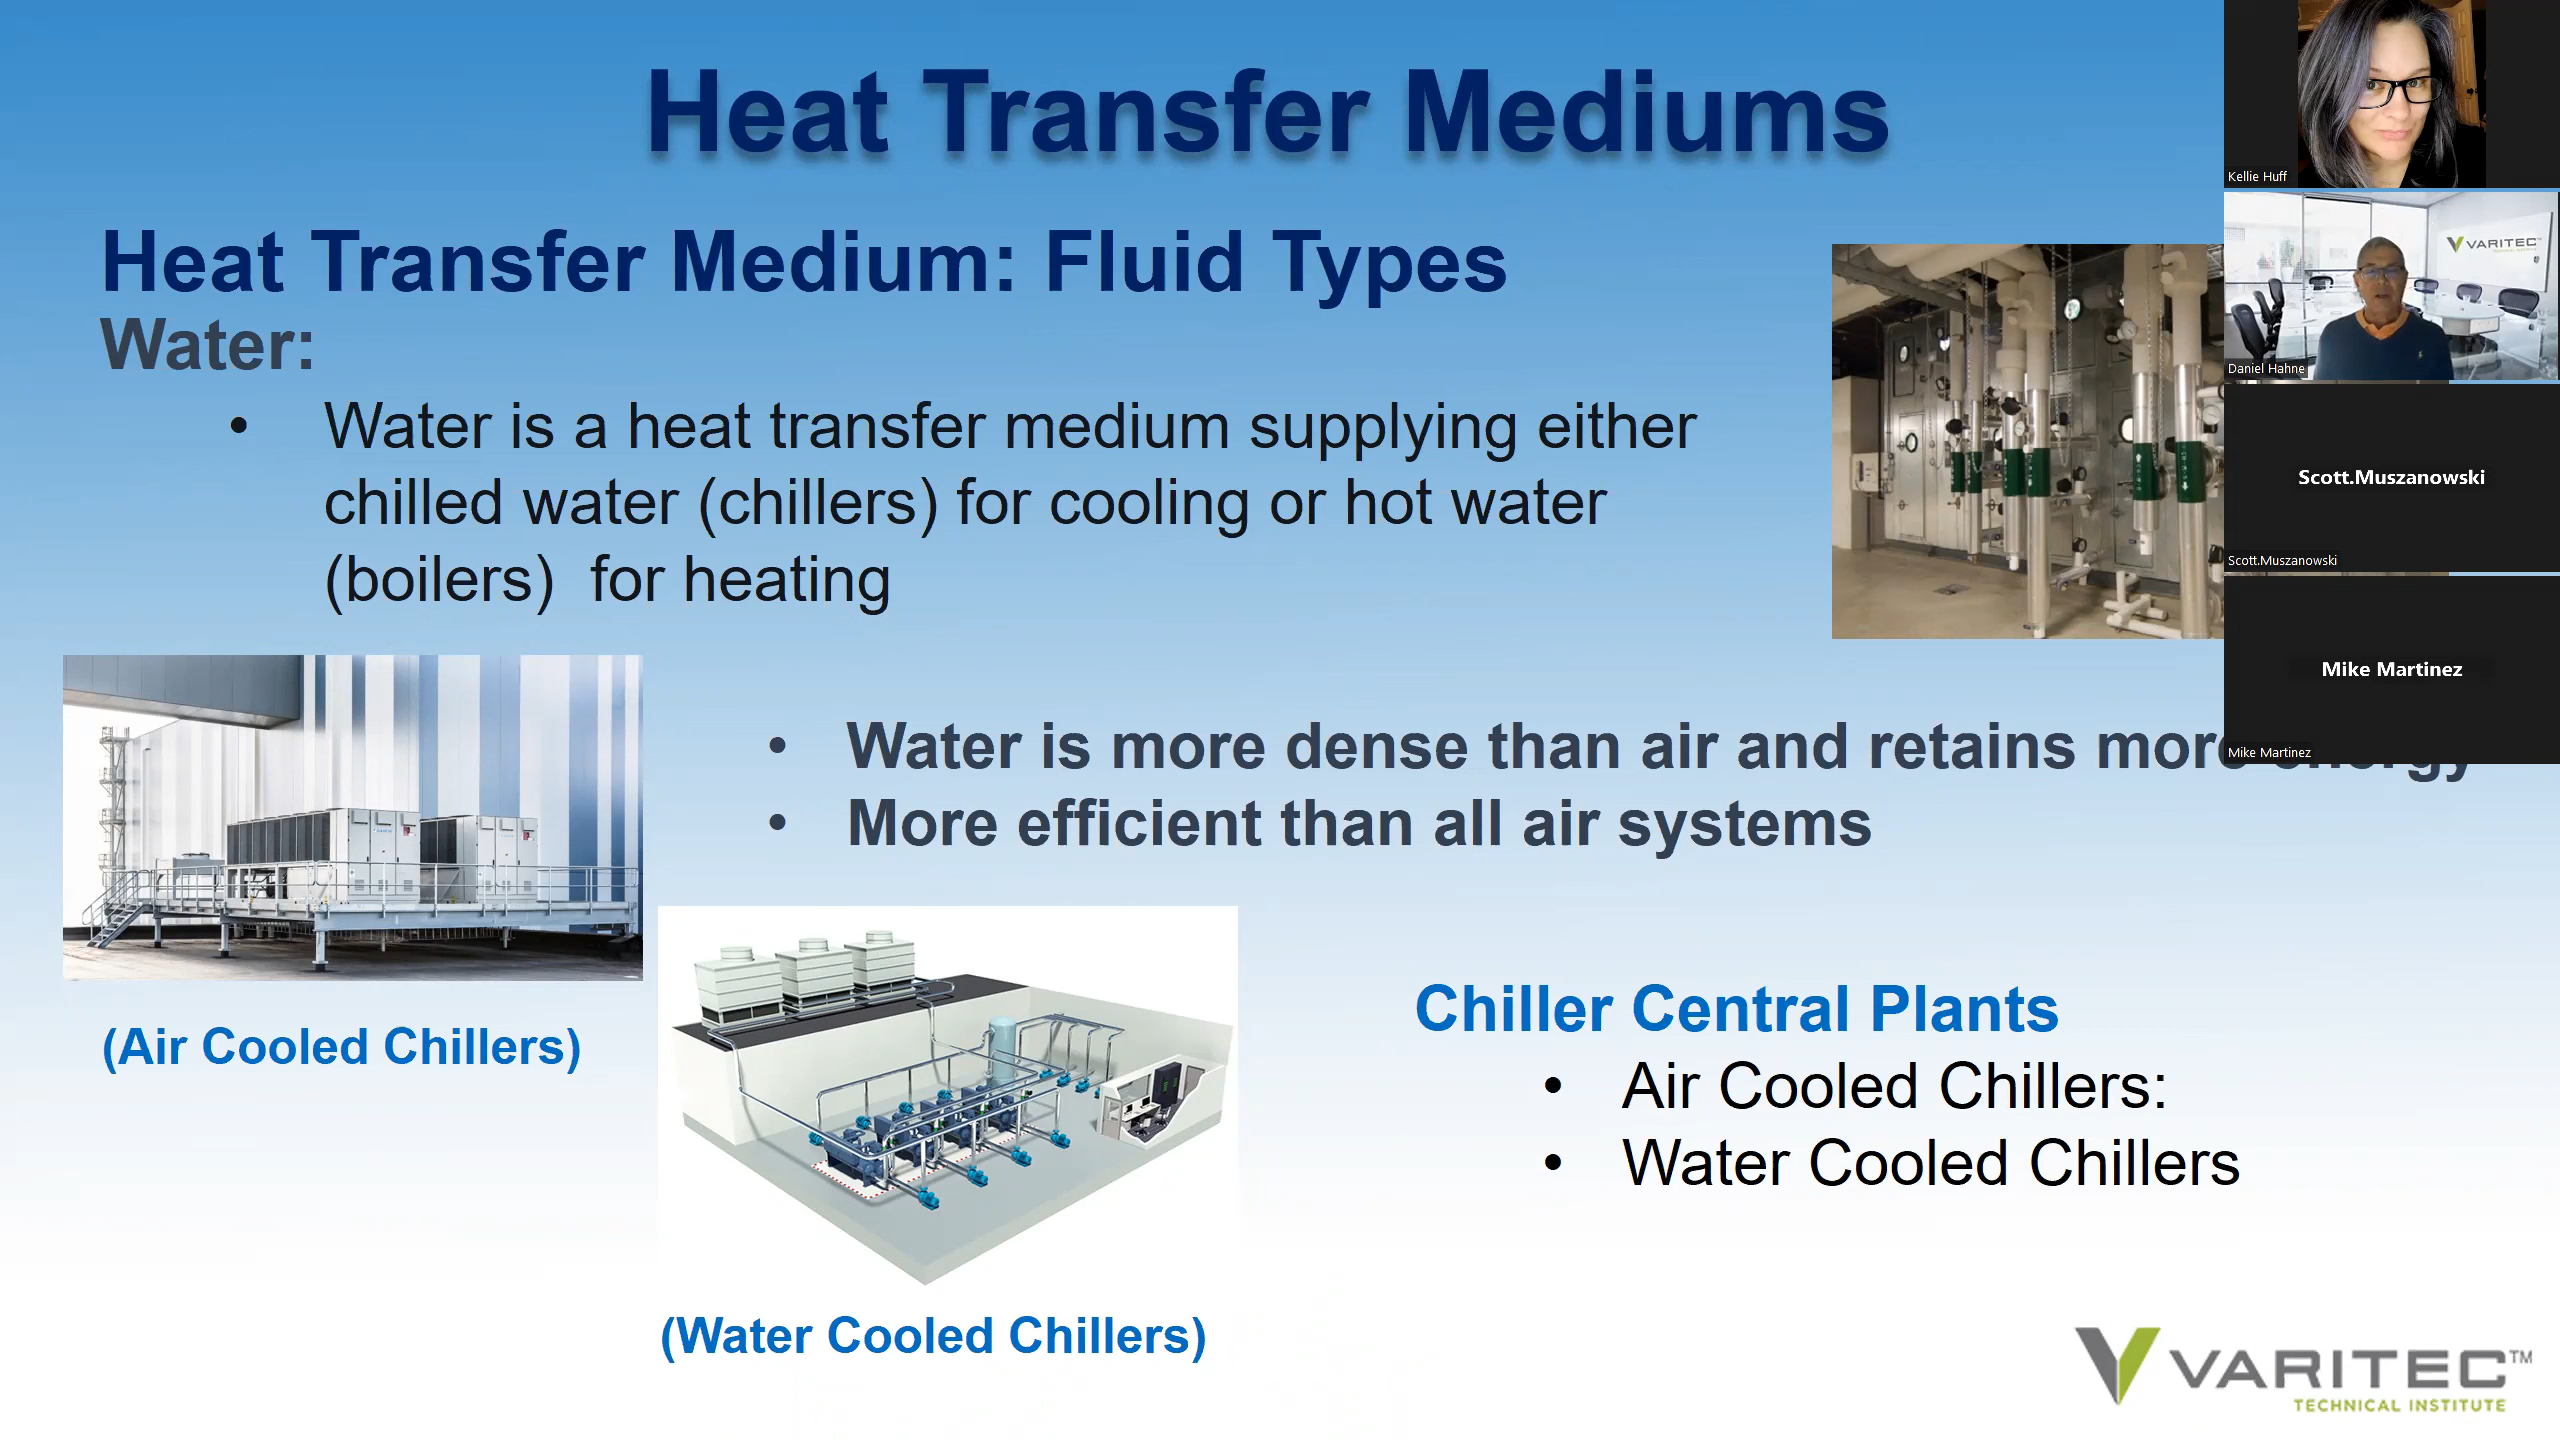 Heat Transfer Mediums
Heat Transfer Medium: Fluid Types
Water:
• Water is a heat transfer medium supplying either
chilled water (chillers) for cooling or hot water
(boilers)  for heating
• Water is more dense than air and retains more energy
• More efficient than all air systems
(Air Cooled Chillers)
(Water Cooled Chillers)
Chiller Central Plants
• Air Cooled Chillers:
• Water Cooled Chillers
VARITEC™
TECHNICAL INSTITUTE
Kellie Huff
VARITEC
Daniel Hahne
Scott.Muszanowski
Scott.Muszanowski
Mike Martinez
Mike Martinez